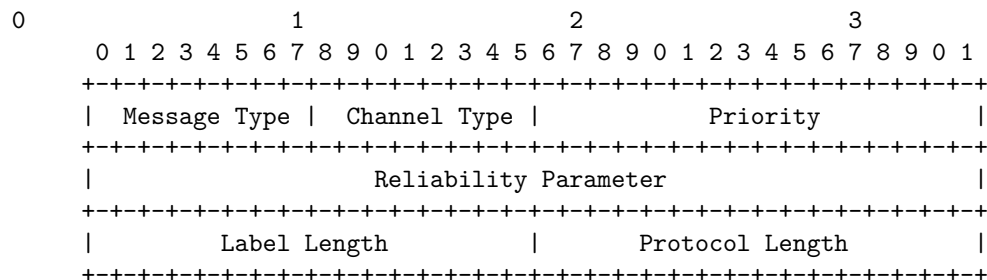 0                   1                   2                   3
      0 1 2 3 4 5 6 7 8 9 0 1 2 3 4 5 6 7 8 9 0 1 2 3 4 5 6 7 8 9 0 1
     +-+-+-+-+-+-+-+-+-+-+-+-+-+-+-+-+-+-+-+-+-+-+-+-+-+-+-+-+-+-+-+-+
     |  Message Type |  Channel Type |            Priority           |
     +-+-+-+-+-+-+-+-+-+-+-+-+-+-+-+-+-+-+-+-+-+-+-+-+-+-+-+-+-+-+-+-+
     |                    Reliability Parameter                      |
     +-+-+-+-+-+-+-+-+-+-+-+-+-+-+-+-+-+-+-+-+-+-+-+-+-+-+-+-+-+-+-+-+
     |         Label Length          |       Protocol Length         |
     +-+-+-+-+-+-+-+-+-+-+-+-+-+-+-+-+-+-+-+-+-+-+-+-+-+-+-+-+-+-+-+-+